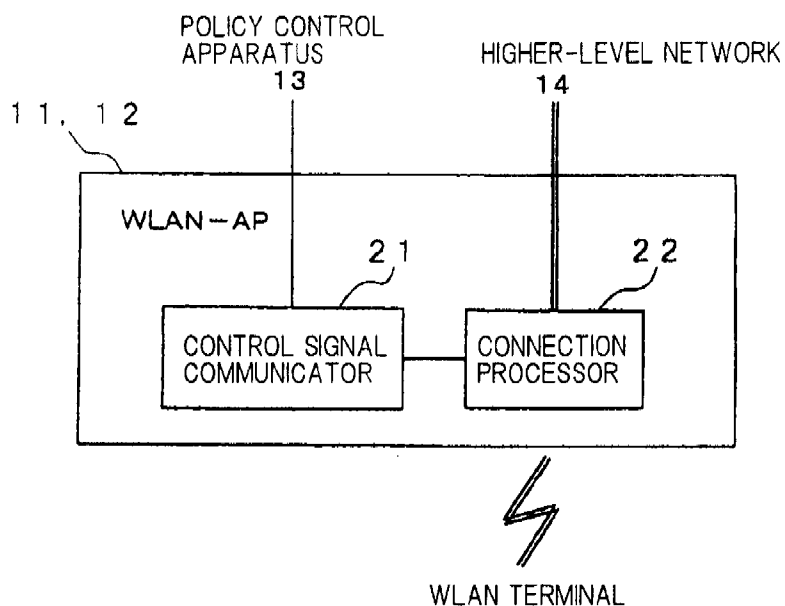 POLICY CONTROL
APPARATUS
13
HIGHER-LEVEL NETWORK
14
11, 12
WLAN-AP
21
22
CONTROL SIGNAL
COMMUNICATOR
CONNECTION
PROCESSOR
WLAN TERMINAL